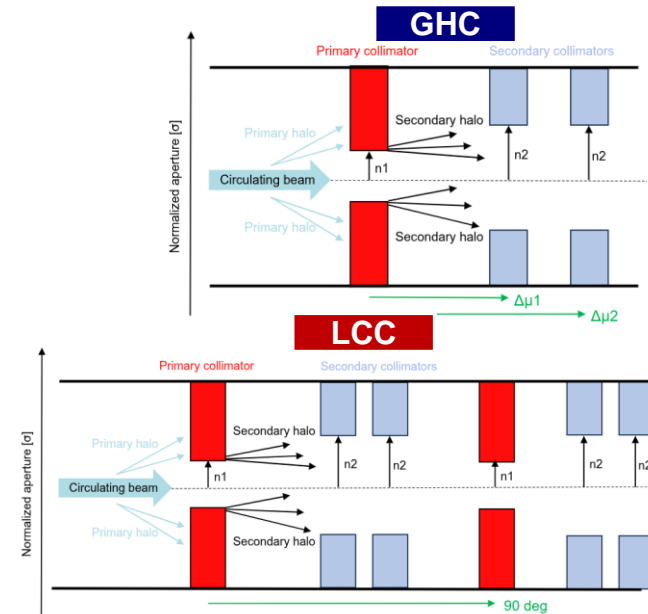 GHC
Primary collimator
Secondary collimators
Normalized aperture [σ]
Primary halo
Secondary halo
n1
n2
n2
Circulating beam
Primary halo
Secondary halo
Δμ1
Δμ2
LCC
Primary collimator
Secondary collimators
Normalized aperture [σ]
Primary halo
Secondary halo
n1
n2
n2
n1
n2
n2
Circulating beam
Primary halo
Secondary halo
90 deg